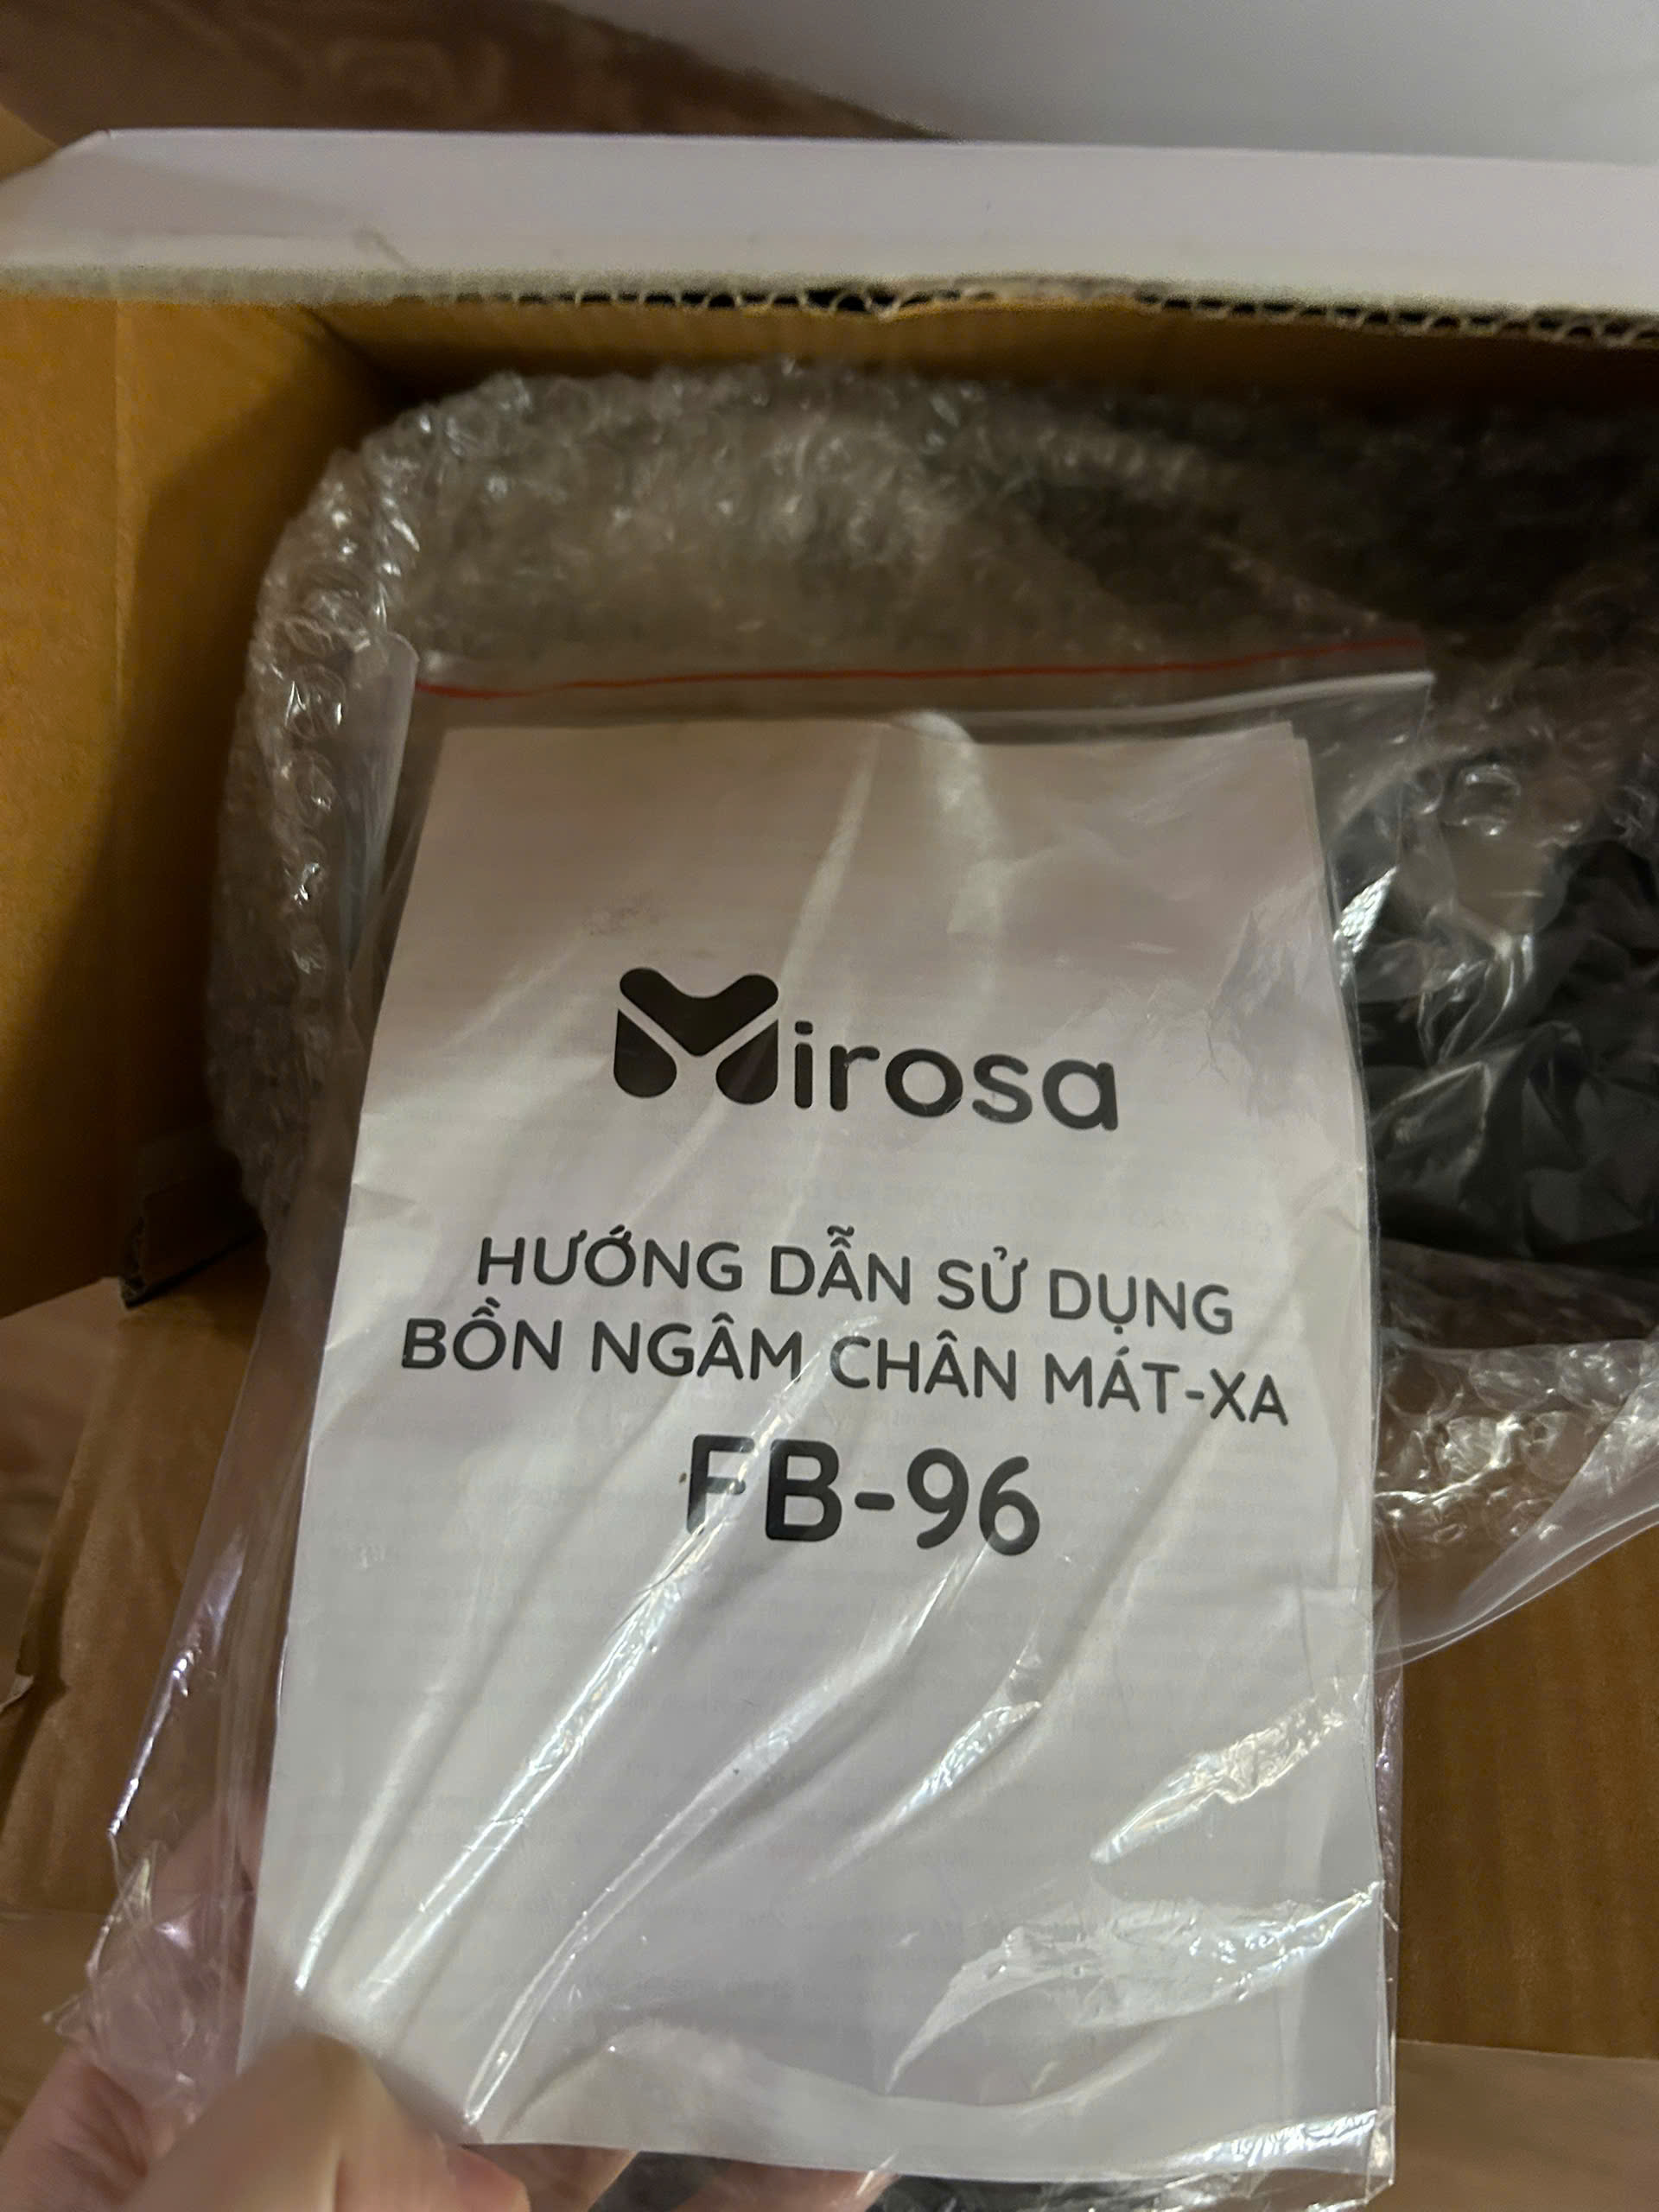 Mirosa
HƯỚNG DẪN SỬ DỤNG
BỒN NGÂM CHÂN MÁT-XA
FB-96